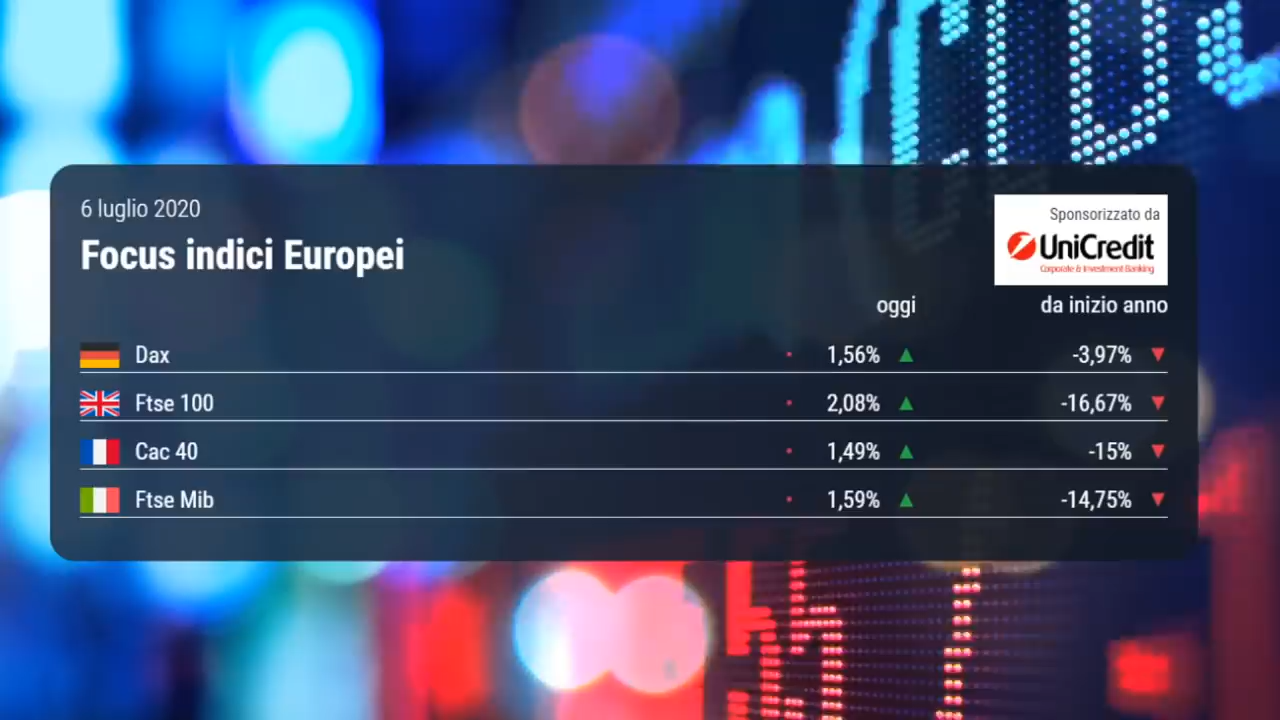 6 luglio 2020
Focus indici Europei
Sponsorizzato da
UniCredit
Corporate & Investment Banking
oggi da inizio anno
Dax 1,56% ▲ -3,97% ▼
Ftse 100 2,08% ▲ -16,67% ▼
Cac 40 1,49% ▲ -15% ▼
Ftse Mib 1,59% ▲ -14,75% ▼